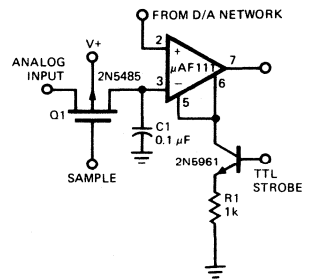 FROM D/A NETWORK
ANALOG
INPUT
V+
2N5485
2
+
µAF111
7
3
−
6
5
Q1
C1
0.1 µF
SAMPLE
2N5961
TTL
STROBE
R1
1k